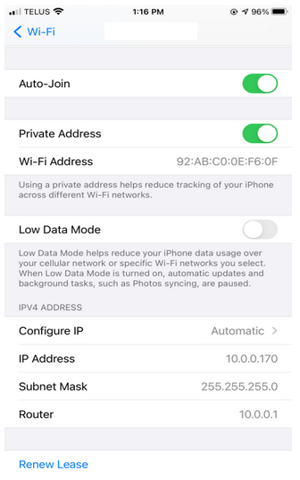 TELUS 1:16 PM 96%
Wi-Fi
Auto-Join
Private Address
Wi-Fi Address 92:AB:C0:0E:F6:0F
Using a private address helps reduce tracking of your iPhone
across different Wi-Fi networks.
Low Data Mode
Low Data Mode helps reduce your iPhone data usage over
your cellular network or specific Wi-Fi networks you select.
When Low Data Mode is turned on, automatic updates and
background tasks, such as Photos syncing, are paused.
IPV4 ADDRESS
Configure IP Automatic
IP Address 10.0.0.170
Subnet Mask 255.255.255.0
Router 10.0.0.1
Renew Lease